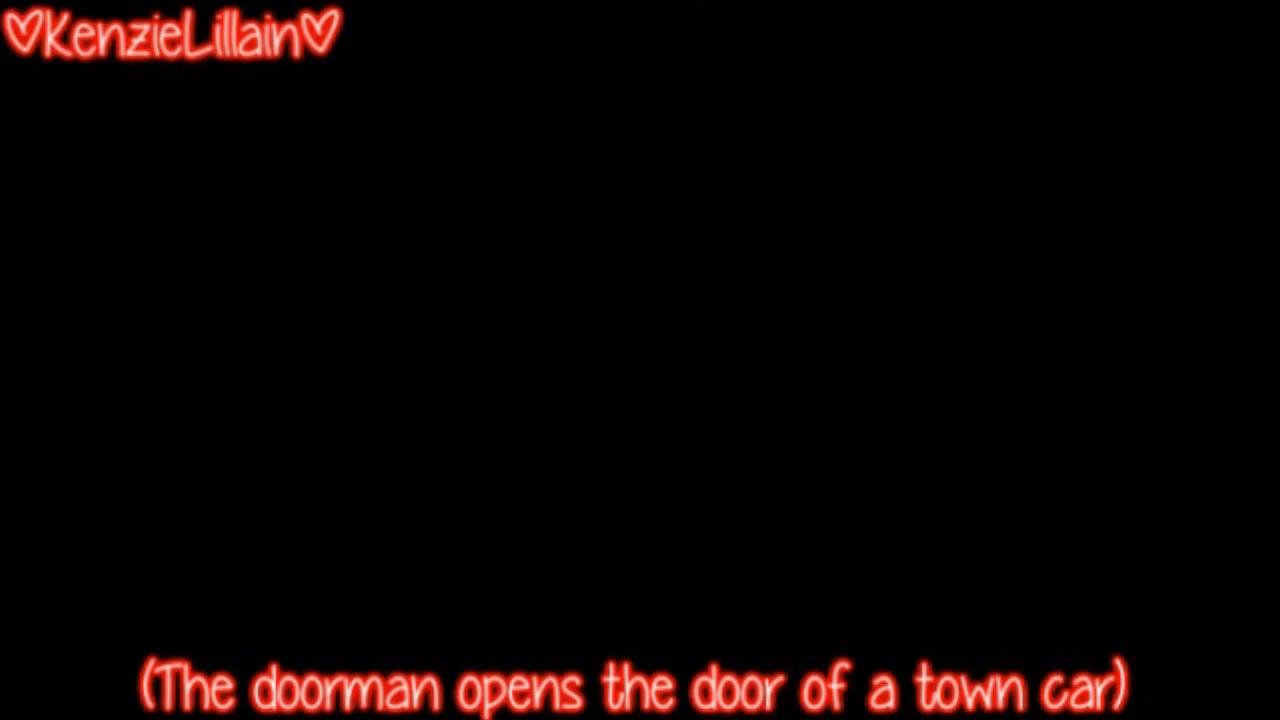 ♡KenzieLillain♡
(The doorman opens the door of a town car)